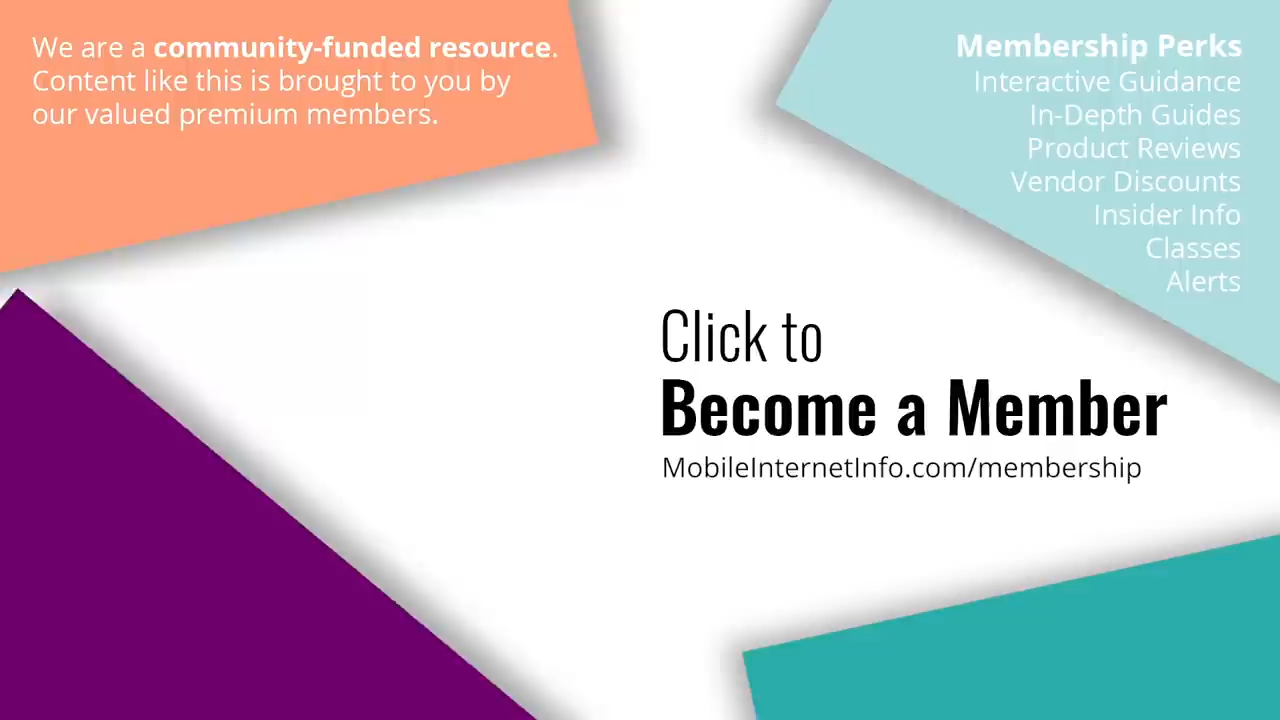 We are a community-funded resource.
Content like this is brought to you by
our valued premium members.
Membership Perks
Interactive Guidance
In-Depth Guides
Product Reviews
Vendor Discounts
Insider Info
Classes
Alerts
Click to
Become a Member
MobileInternetInfo.com/membership